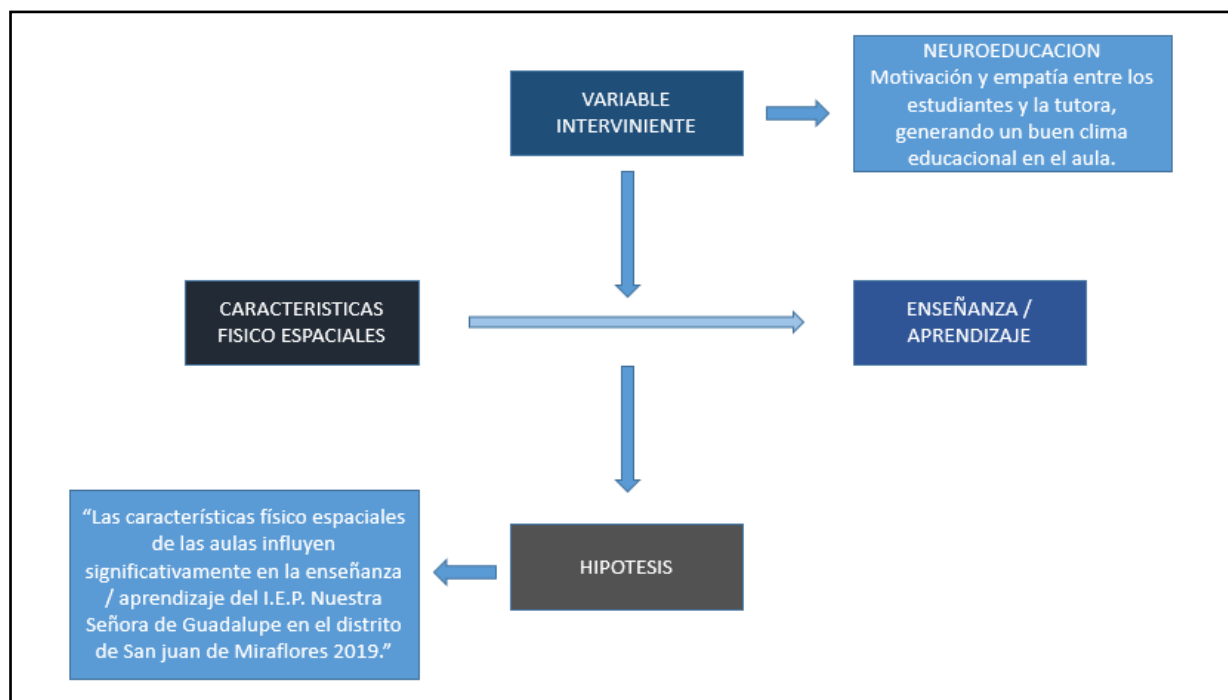 VARIABLE
INTERVINIENTE
NEUROEDUCACION
Motivación y empatía entre los
estudiantes y la tutora,
generando un buen clima
educacional en el aula.
CARACTERISTICAS
FISICO ESPACIALES
ENSEÑANZA /
APRENDIZAJE
“Las características físico espaciales
de las aulas influyen
significativamente en la enseñanza
/ aprendizaje del I.E.P. Nuestra
Señora de Guadalupe en el distrito
de San juan de Miraflores 2019.”
HIPOTESIS